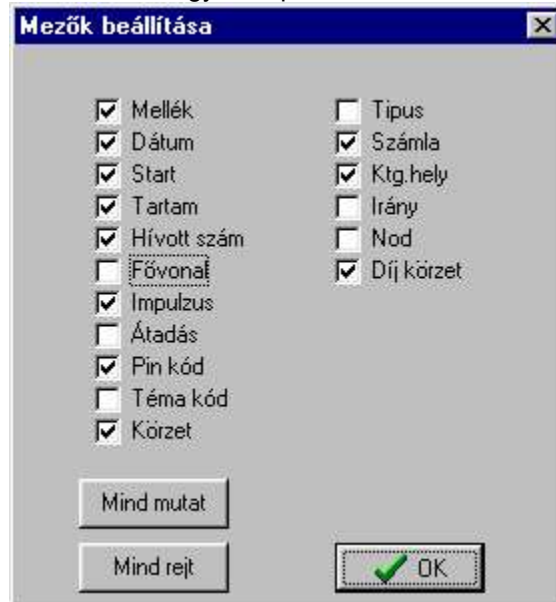 Mezők beállítása
Mellék
Dátum
Start
Tartam
Hívott szám
Fővonal
Impulzus
Átadás
Pin kód
Téma kód
Körzet
Tipus
Számla
Ktg.hely
Irány
Nod
Díj körzet
Mind mutat
Mind rejt
OK